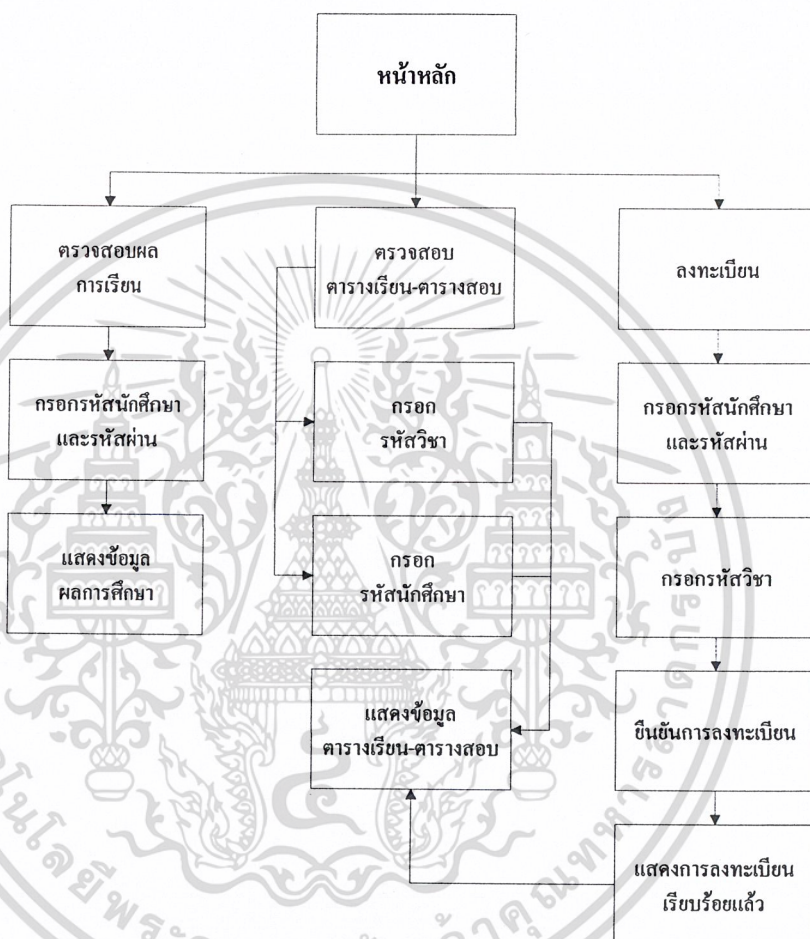 หน้าหลัก
ตรวจสอบผล
การเรียน
ตรวจสอบ
ตารางเรียน-ตารางสอบ
ลงทะเบียน
กรอกรหัสนักศึกษา
และรหัสผ่าน
กรอก
รหัสวิชา
กรอกรหัสนักศึกษา
และรหัสผ่าน
แสดงข้อมูล
ผลการศึกษา
กรอก
รหัสนักศึกษา
กรอกรหัสวิชา
แสดงข้อมูล
ตารางเรียน-ตารางสอบ
ยืนยันการลงทะเบียน
แสดงการลงทะเบียน
เรียบร้อยแล้ว